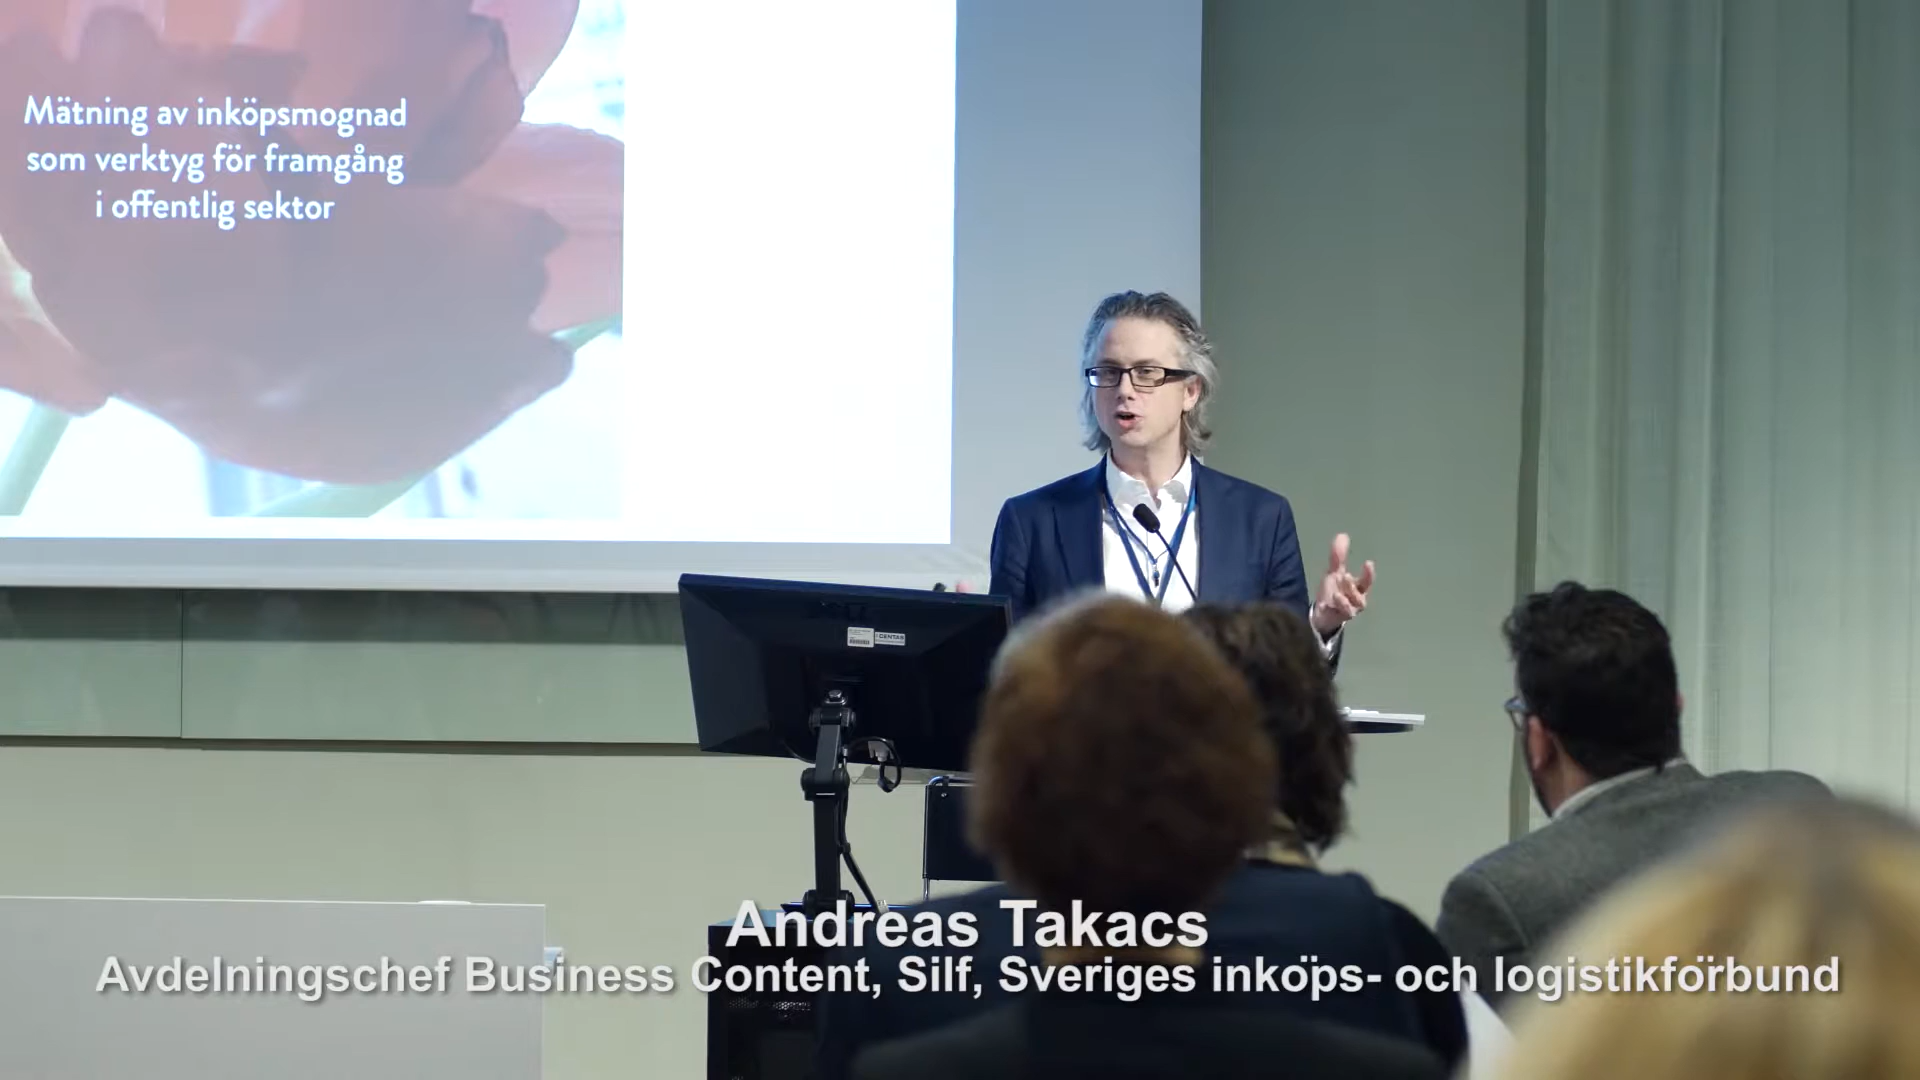 Mätning av inköpsmognad
som verktyg för framgång
i offentlig sektor
Andreas Takacs
Avdelningschef Business Content, Silf, Sveriges inköps- och logistikförbund